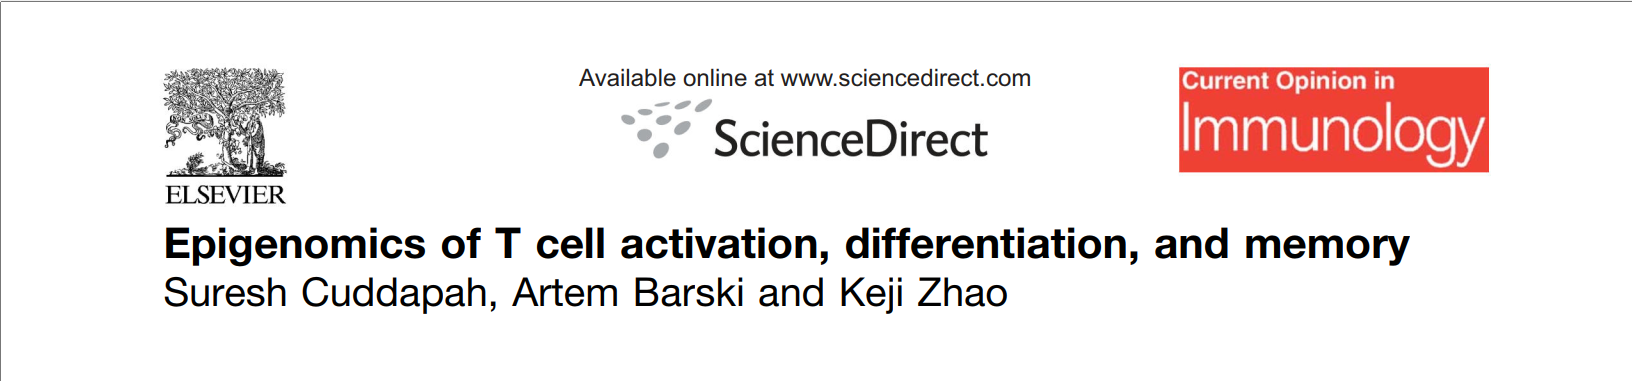 Available online at www.sciencedirect.com
ScienceDirect
Current Opinion in
Immunology
ELSEVIER
Epigenomics of T cell activation, differentiation, and memory
Suresh Cuddapah, Artem Barski and Keji Zhao